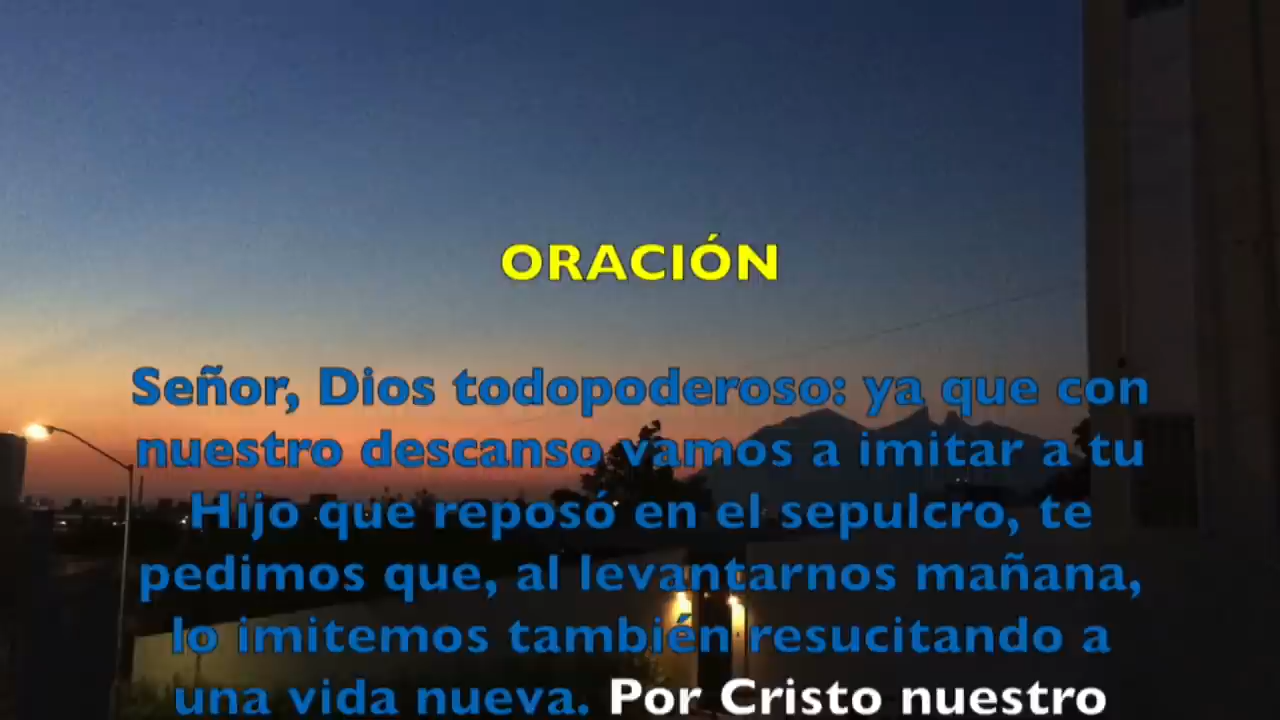 ORACIÓN
Señor, Dios todopoderoso: ya que con
nuestro descanso vamos a imitar a tu
Hijo que reposó en el sepulcro, te
pedimos que, al levantarnos mañana,
lo imitemos también resucitando a
una vida nueva. Por Cristo nuestro